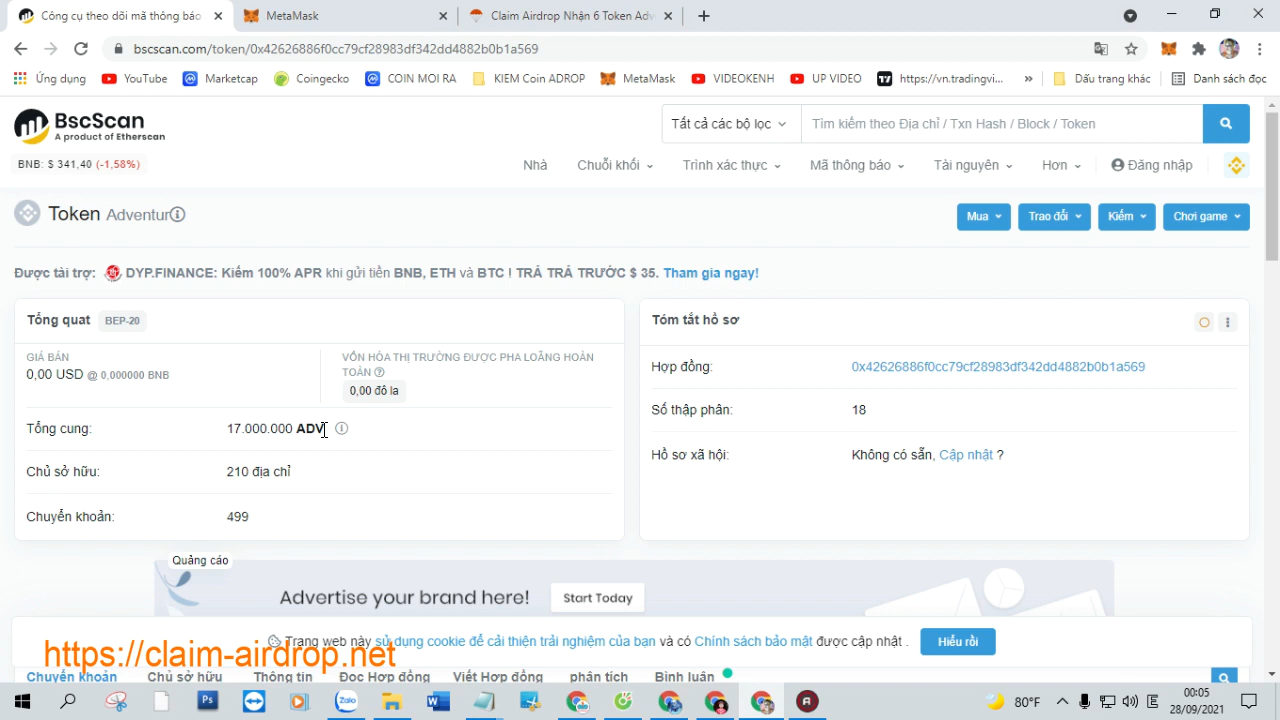 Công cụ theo dõi mã thông báo
MetaMask
Claim Airdrop Nhận 6 Token Adv
bscscan.com/token/0x42626886f0cc79cf28983df342dd4882b0b1a569
Ứng dụng
YouTube
Marketcap
Coingecko
COIN MOI RA
KIEM Coin ADROP
MetaMask
VIDEOKENH
UP VIDEO
https://vn.tradingvi...
»
Dấu trang khác
Danh sách đọc
BscScan
A product of Etherscan
Tất cả các bộ lọc
Tìm kiếm theo Địa chỉ / Txn Hash / Block / Token
BNB: $ 341,40 (-1,58%)
Nhà
Chuỗi khối
Trình xác thực
Mã thông báo
Tài nguyên
Hơn
Đăng nhập
Token Adventur
Mua
Trao đổi
Kiếm
Chơi game
Được tài trợ: DYP.FINANCE: Kiếm 100% APR khi gửi tiền BNB, ETH và BTC ! TRẢ TRẢ TRƯỚC $ 35. Tham gia ngay!
Tổng quat BEP-20
GIÁ BÁN
0,00 USD @ 0,000000 BNB
VỐN HÓA THỊ TRƯỜNG ĐƯỢC PHA LOÃNG HOÀN
TOÀN
0,00 đô la
Tổng cung: 17.000.000 ADV
Chủ sở hữu: 210 địa chỉ
Chuyển khoản: 499
Tóm tắt hồ sơ
Hợp đồng: 0x42626886f0cc79cf28983df342dd4882b0b1a569
Số thập phân: 18
Hồ sơ xã hội: Không có sẵn, Cập nhật ?
Quảng cáo
Advertise your brand here!
Start Today
Trang web này sử dụng cookie để cải thiện trải nghiệm của bạn và có Chính sách bảo mật được cập nhật .
Hiểu rồi
https://claim-airdrop.net
Chuyển khoản
Chủ sở hữu
Thông tin
Đọc Hợp đồng
Viết Hợp đồng
phân tích
Bình luận
Ps
Zalo
W
A
80°F
E
00:05
28/09/2021